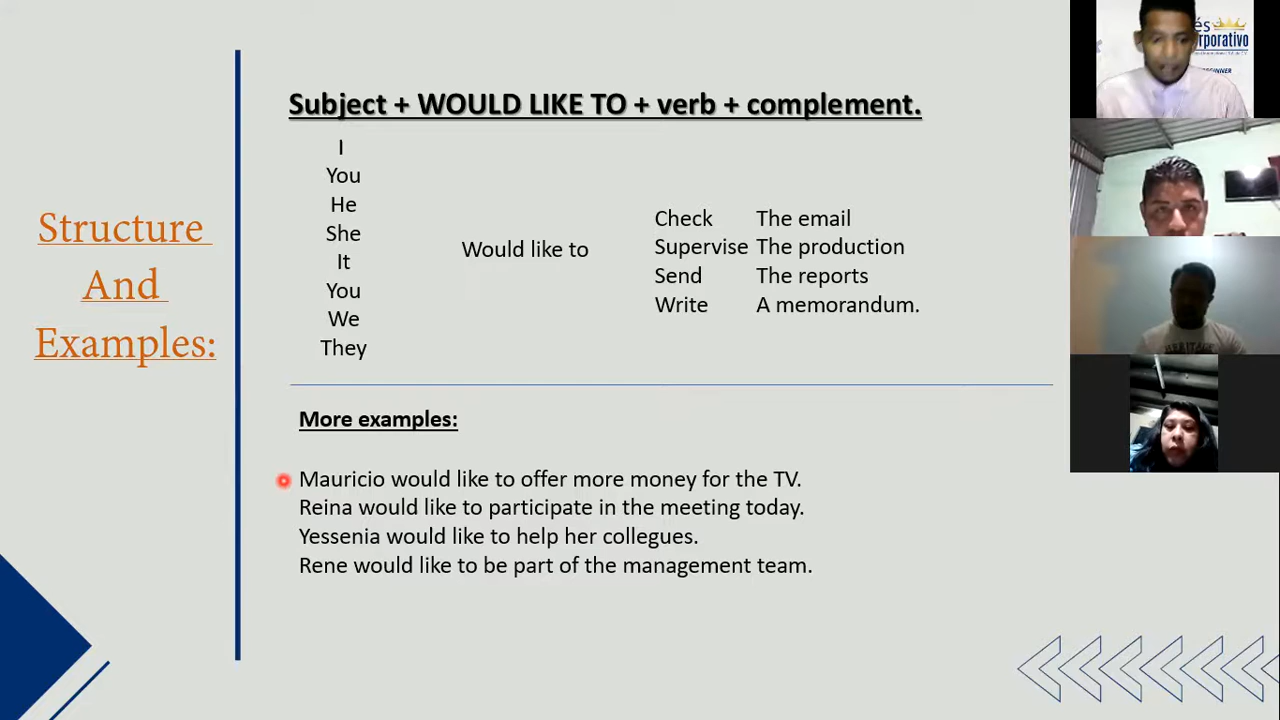 Structure
And
Examples:
Subject + WOULD LIKE TO + verb + complement.
I
You
He
She
It
You
We
They
Would like to
Check The email
Supervise The production
Send The reports
Write A memorandum.
More examples:
Mauricio would like to offer more money for the TV.
Reina would like to participate in the meeting today.
Yessenia would like to help her collegues.
Rene would like to be part of the management team.
HERITAGE